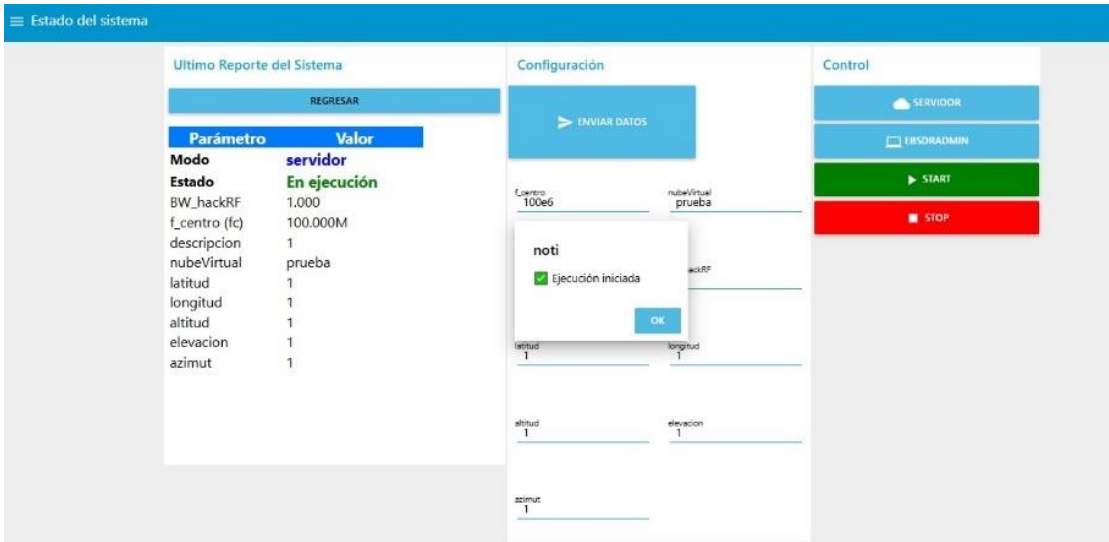 Estado del sistema
Ultimo Reporte del Sistema
REGRESAR
Parámetro Valor
Modo servidor
Estado En ejecución
BW_hackRF 1.000
f_centro (fc) 100.000M
descripcion 1
nubeVirtual prueba
latitud 1
longitud 1
altitud 1
elevacion 1
azimut 1
Configuración
ENVIAR DATOS
f_centro nubeVirtual
100e6 prueba
noti
Ejecución iniciada
OK
latitud longitud
1 1
altitud elevacion
1 1
azimut
1
Control
SERVIDOR
EBSDRADMIN
START
STOP